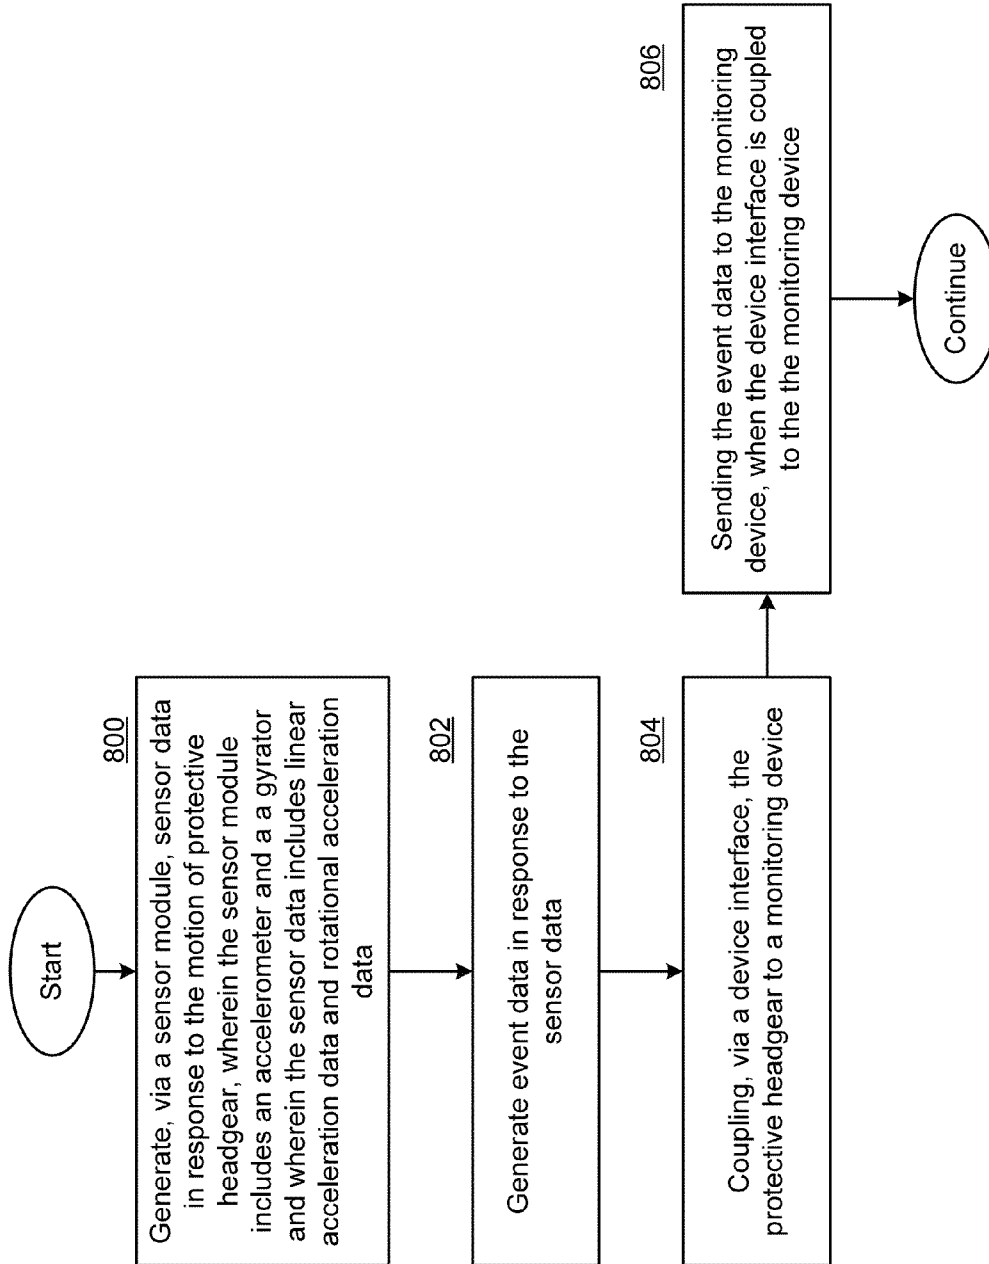 Start
800
Generate, via a sensor module, sensor data
in response to the motion of protective
headgear, wherein the sensor module
includes an accelerometer and a a gyrator
and wherein the sensor data includes linear
acceleration data and rotational acceleration
data
802
Generate event data in response to the
sensor data
804
Coupling, via a device interface, the
protective headgear to a monitoring device
806
Sending the event data to the monitoring
device, when the device interface is coupled
to the the monitoring device
Continue